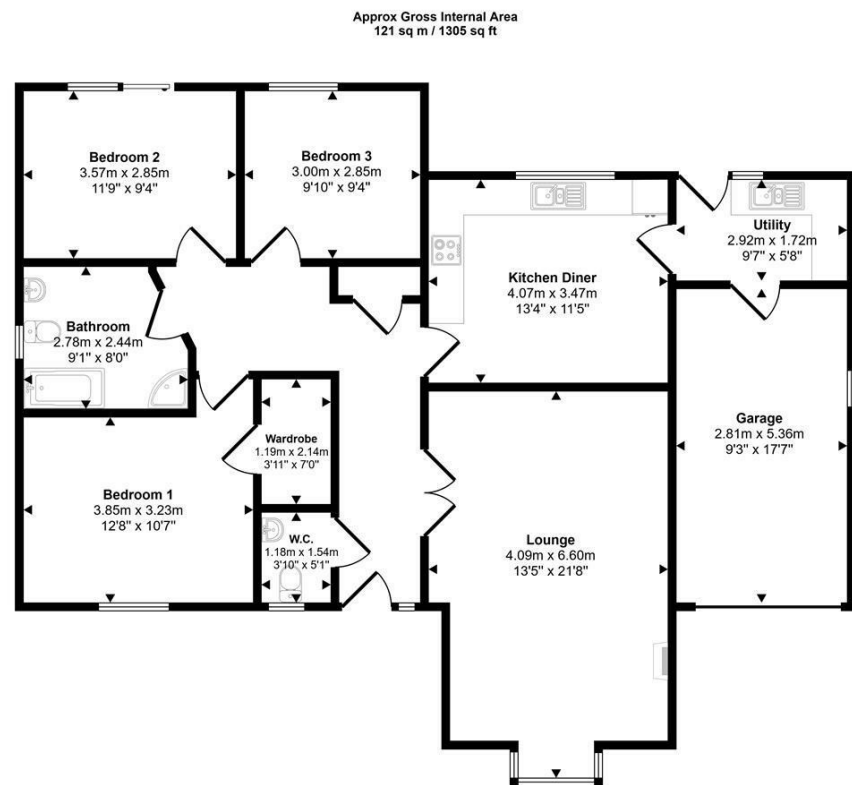 Approx Gross Internal Area
121 sq m / 1305 sq ft
Bedroom 2
3.57m x 2.85m
11'9" x 9'4"
Bedroom 3
3.00m x 2.85m
9'10" x 9'4"
Utility
2.92m x 1.72m
9'7" x 5'8"
Kitchen Diner
4.07m x 3.47m
13'4" x 11'5"
Bathroom
2.78m x 2.44m
9'1" x 8'0"
Wardrobe
1.19m x 2.14m
3'11" x 7'0"
Garage
2.81m x 5.36m
9'3" x 17'7"
Bedroom 1
3.85m x 3.23m
12'8" x 10'7"
W.C.
1.18m x 1.54m
3'10" x 5'1"
Lounge
4.09m x 6.60m
13'5" x 21'8"